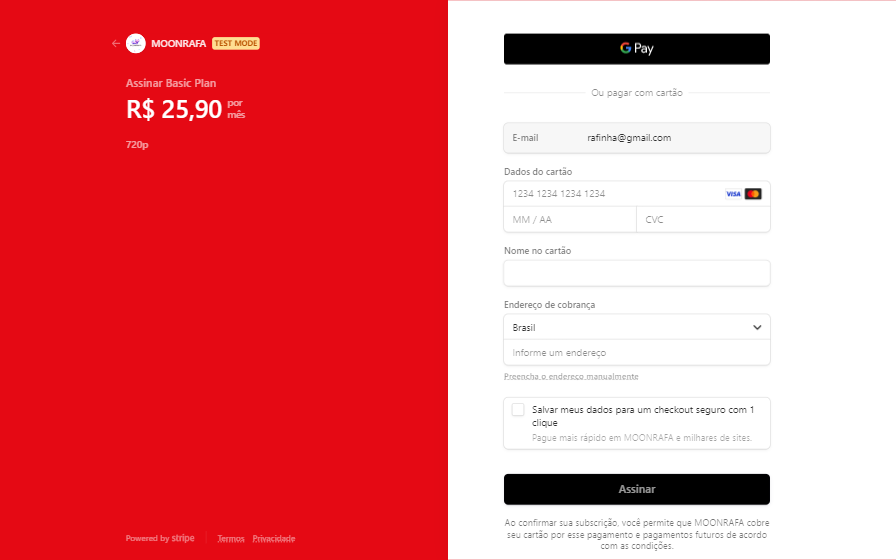 MOONRAFA TEST MODE
Assinar Basic Plan
R$ 25,90 por
mês
720p
Powered by stripe Termos Privacidade
G Pay
Ou pagar com cartão
E-mail rafinha@gmail.com
Dados do cartão
1234 1234 1234 1234 VISA
MM / AA CVC
Nome no cartão
Endereço de cobrança
Brasil
Informe um endereço
Preencha o endereço manualmente
Salvar meus dados para um checkout seguro com 1
clique
Pague mais rápido em MOONRAFA e milhares de sites.
Assinar
Ao confirmar sua subscrição, você permite que MOONRAFA cobre
seu cartão por esse pagamento e pagamentos futuros de acordo
com as condições.